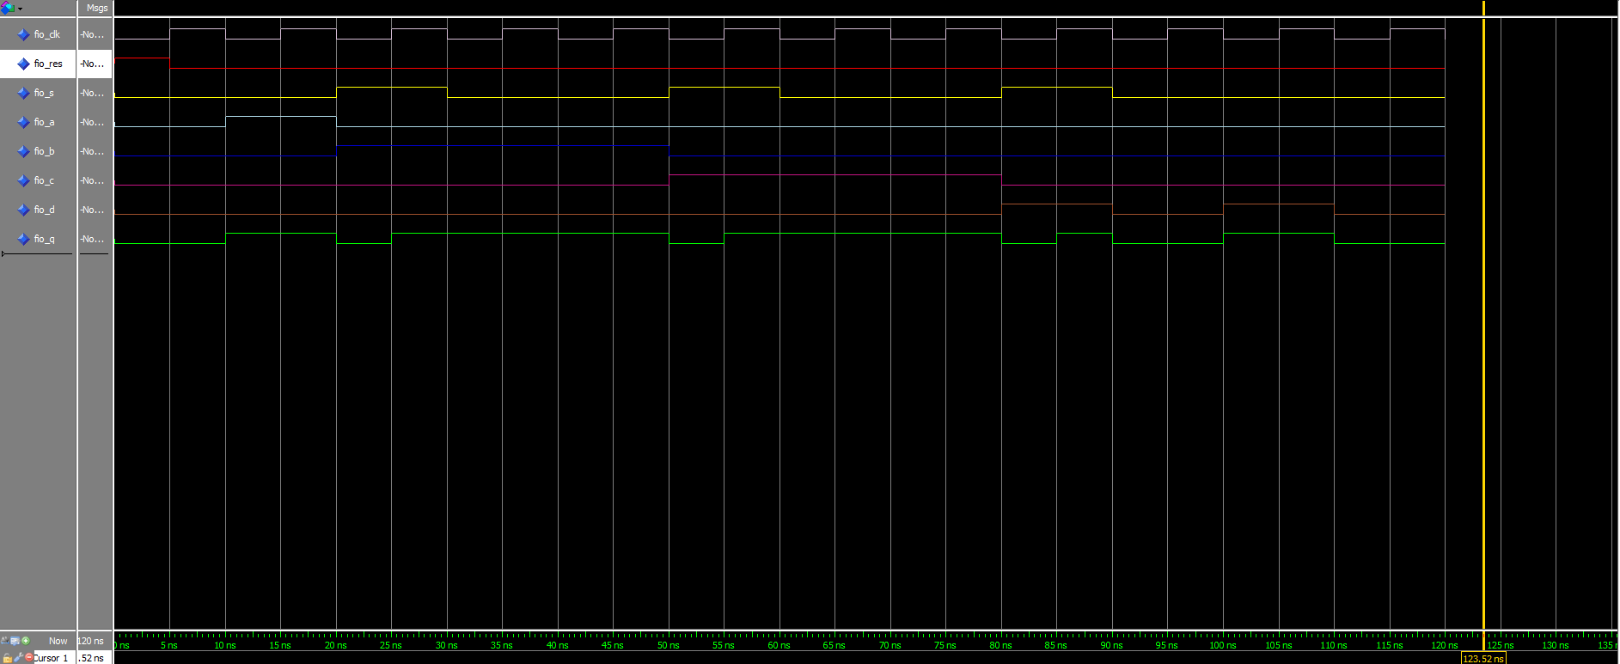 Msgs
fio_clk -No...
fio_res -No...
fio_s -No...
fio_a -No...
fio_b -No...
fio_c -No...
fio_d -No...
fio_q -No...
Now 120 ns
0 ns 5 ns 10 ns 15 ns 20 ns 25 ns 30 ns 35 ns 40 ns 45 ns 50 ns 55 ns 60 ns 65 ns 70 ns 75 ns 80 ns 85 ns 90 ns 95 ns 100 ns 105 ns 110 ns 115 ns 120 ns 125 ns 130 ns 135
Cursor 1 .52 ns
123.52 ns